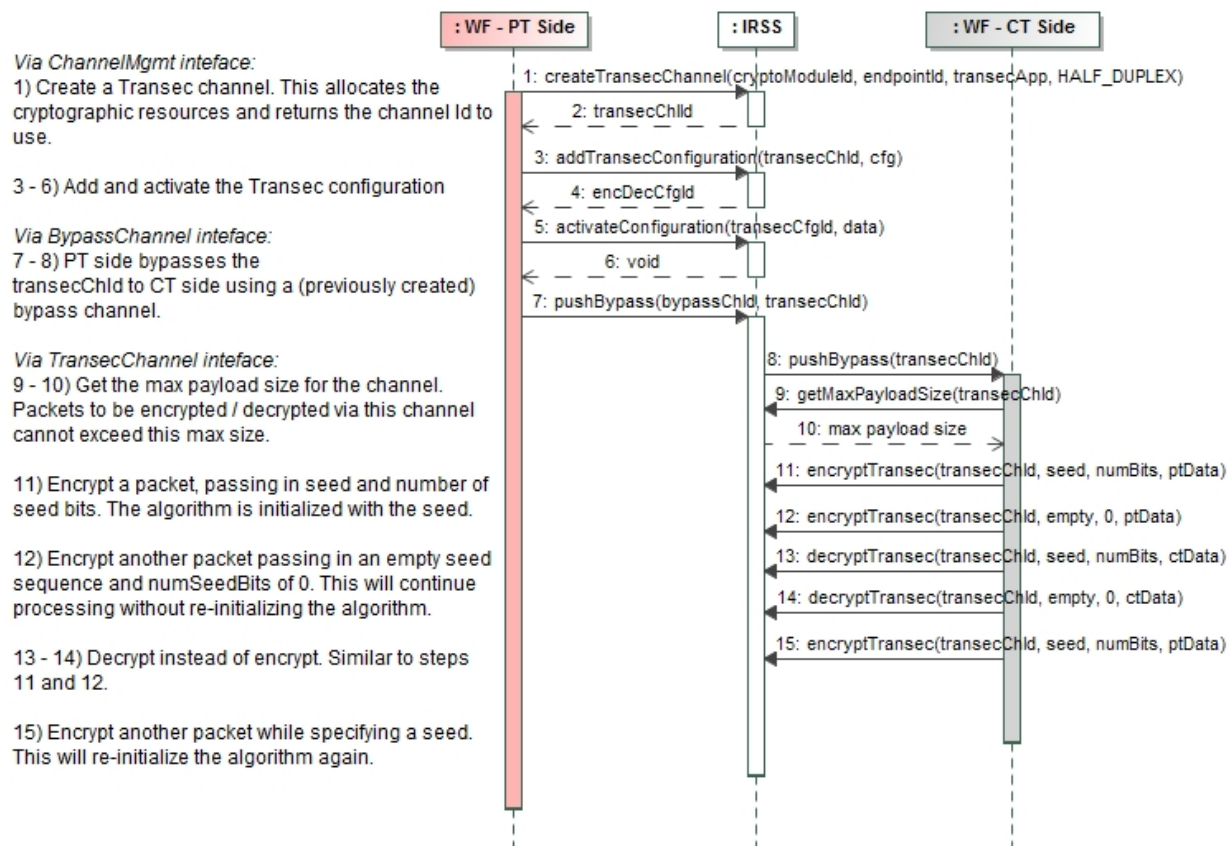 : WF - PT Side
: IRSS
: WF - CT Side
Via ChannelMgmt inteface:
1) Create a Transec channel. This allocates the
cryptographic resources and returns the channel Id to
use.
3 - 6) Add and activate the Transec configuration
Via BypassChannel inteface:
7 - 8) PT side bypasses the
transecChId to CT side using a (previously created)
bypass channel.
Via TransecChannel inteface:
9 - 10) Get the max payload size for the channel.
Packets to be encrypted / decrypted via this channel
cannot exceed this max size.
11) Encrypt a packet, passing in seed and number of
seed bits. The algorithm is initialized with the seed.
12) Encrypt another packet passing in an empty seed
sequence and numSeedBits of 0. This will continue
processing without re-initializing the algorithm.
13 - 14) Decrypt instead of encrypt. Similar to steps
11 and 12.
15) Encrypt another packet while specifying a seed.
This will re-initialize the algorithm again.
1: createTransecChannel(cryptoModuleId, endpointId, transecApp, HALF_DUPLEX)
2: transecChId
3: addTransecConfiguration(transecChId, cfg)
4: encDecCfgId
5: activateConfiguration(transecCfgId, data)
6: void
7: pushBypass(bypassChId, transecChId)
8: pushBypass(transecChId)
9: getMaxPayloadSize(transecChId)
10: max payload size
11: encryptTransec(transecChId, seed, numBits, ptData)
12: encryptTransec(transecChId, empty, 0, ptData)
13: decryptTransec(transecChId, seed, numBits, ctData)
14: decryptTransec(transecChId, empty, 0, ctData)
15: encryptTransec(transecChId, seed, numBits, ptData)